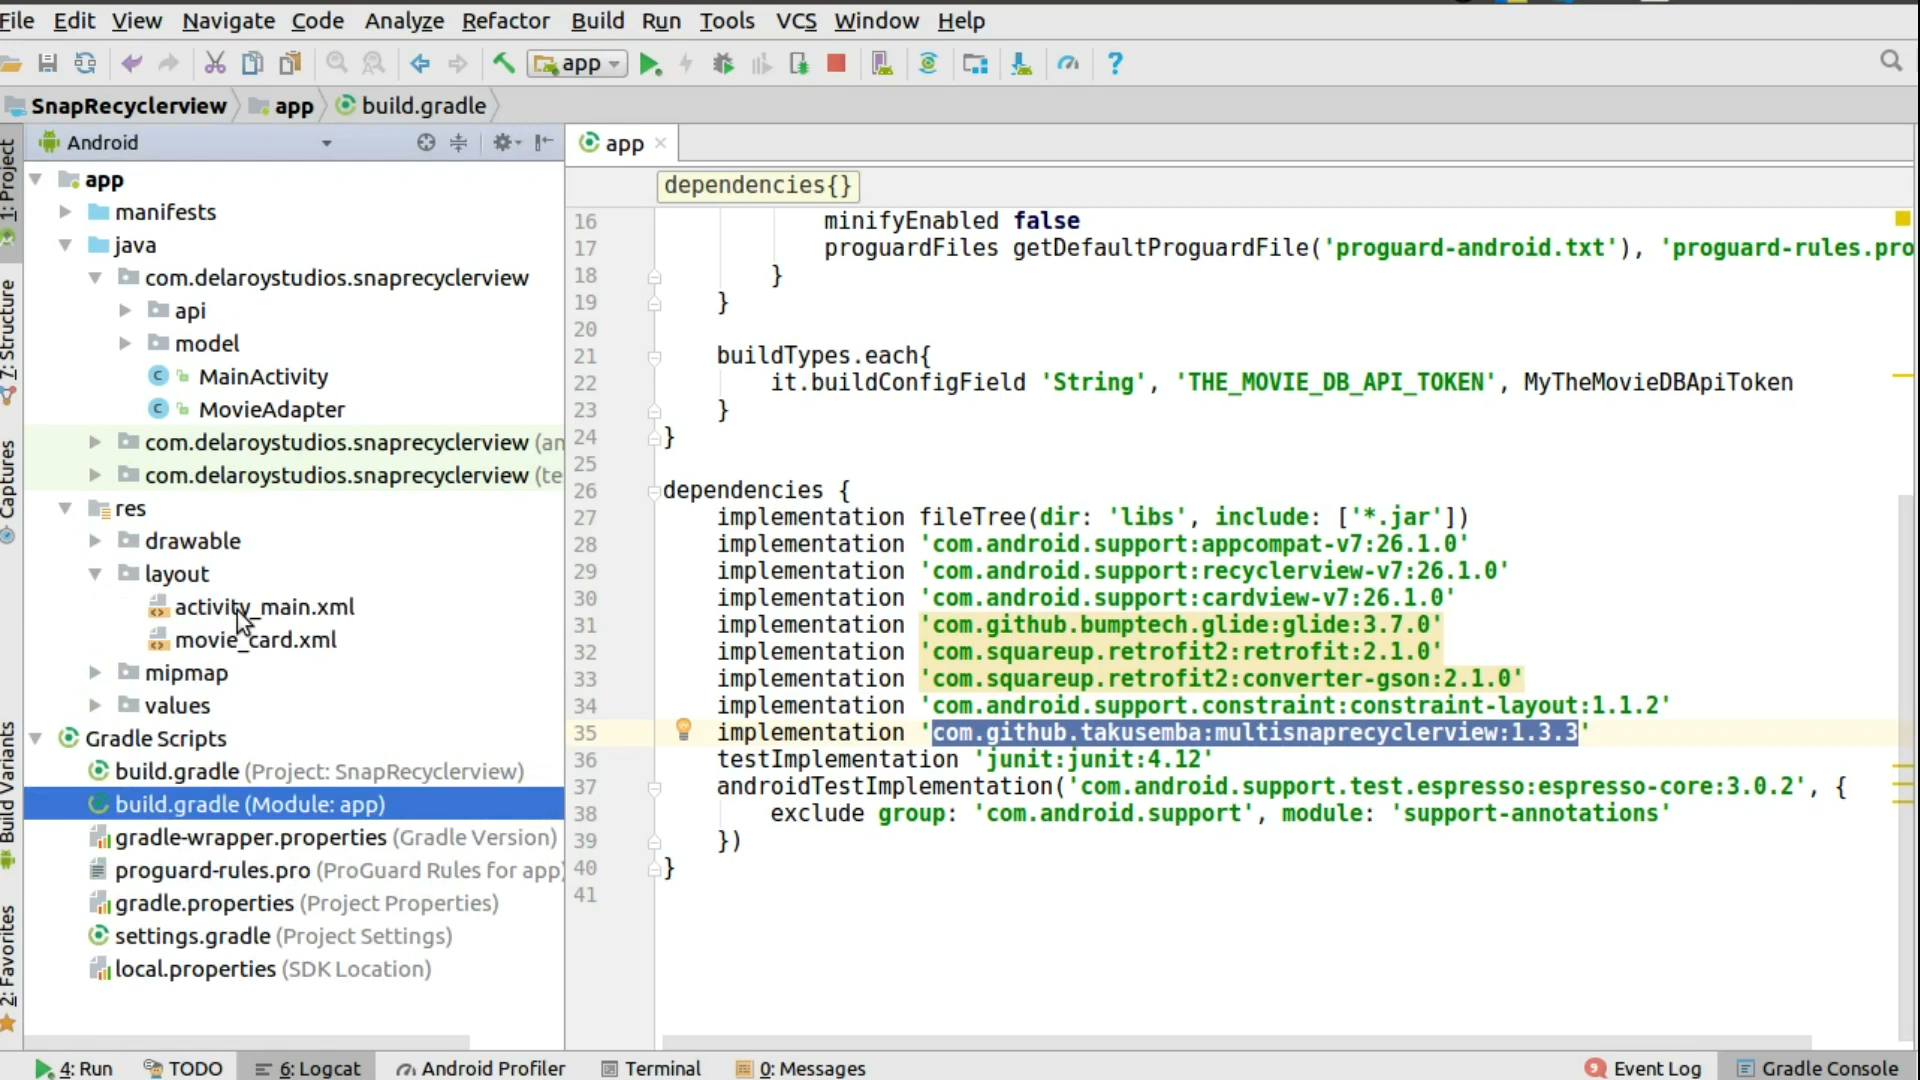 File Edit View Navigate Code Analyze Refactor Build Run Tools VCS Window Help
app
SnapRecyclerview app build.gradle
Android
app
dependencies{}
1: Project
7: Structure
Captures
Build Variants
2: Favorites
app
manifests
java
com.delaroystudios.snaprecyclerview
api
model
MainActivity
MovieAdapter
com.delaroystudios.snaprecyclerview (an
com.delaroystudios.snaprecyclerview (te
res
drawable
layout
activity_main.xml
movie_card.xml
mipmap
values
Gradle Scripts
build.gradle (Project: SnapRecyclerview)
build.gradle (Module: app)
gradle-wrapper.properties (Gradle Version)
proguard-rules.pro (ProGuard Rules for app)
gradle.properties (Project Properties)
settings.gradle (Project Settings)
local.properties (SDK Location)
16 minifyEnabled false
17 proguardFiles getDefaultProguardFile('proguard-android.txt'), 'proguard-rules.pro
18 }
19 }
20
21 buildTypes.each{
22 it.buildConfigField 'String', 'THE_MOVIE_DB_API_TOKEN', MyTheMovieDBApiToken
23 }
24 }
25
26 dependencies {
27 implementation fileTree(dir: 'libs', include: ['*.jar'])
28 implementation 'com.android.support:appcompat-v7:26.1.0'
29 implementation 'com.android.support:recyclerview-v7:26.1.0'
30 implementation 'com.android.support:cardview-v7:26.1.0'
31 implementation 'com.github.bumptech.glide:glide:3.7.0'
32 implementation 'com.squareup.retrofit2:retrofit:2.1.0'
33 implementation 'com.squareup.retrofit2:converter-gson:2.1.0'
34 implementation 'com.android.support.constraint:constraint-layout:1.1.2'
35 implementation 'com.github.takusemba:multisnaprecyclerview:1.3.3'
36 testImplementation 'junit:junit:4.12'
37 androidTestImplementation('com.android.support.test.espresso:espresso-core:3.0.2', {
38 exclude group: 'com.android.support', module: 'support-annotations'
39 })
40 }
41
4: Run TODO 6: Logcat Android Profiler Terminal 0: Messages 9 Event Log Gradle Console